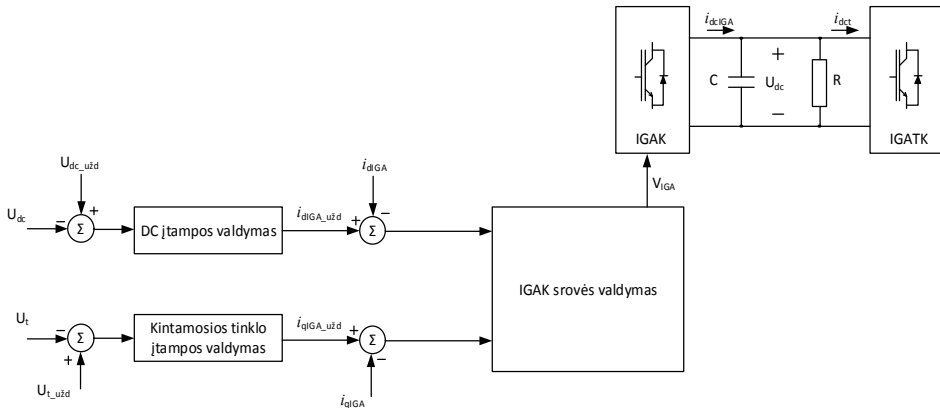 i_dcIGA
i_dct
+
C
U_dc
R
−
IGAK
IGATK
V_IGA
U_dc_užd
i_dIGA
U_dc
−
+
Σ
DC įtampos valdymas
i_dIGA_užd
+
−
Σ
IGAK srovės valdymas
U_t
−
Σ
+
U_t_užd
Kintamosios tinklo
įtampos valdymas
i_qIGA_užd
+
Σ
−
i_qIGA